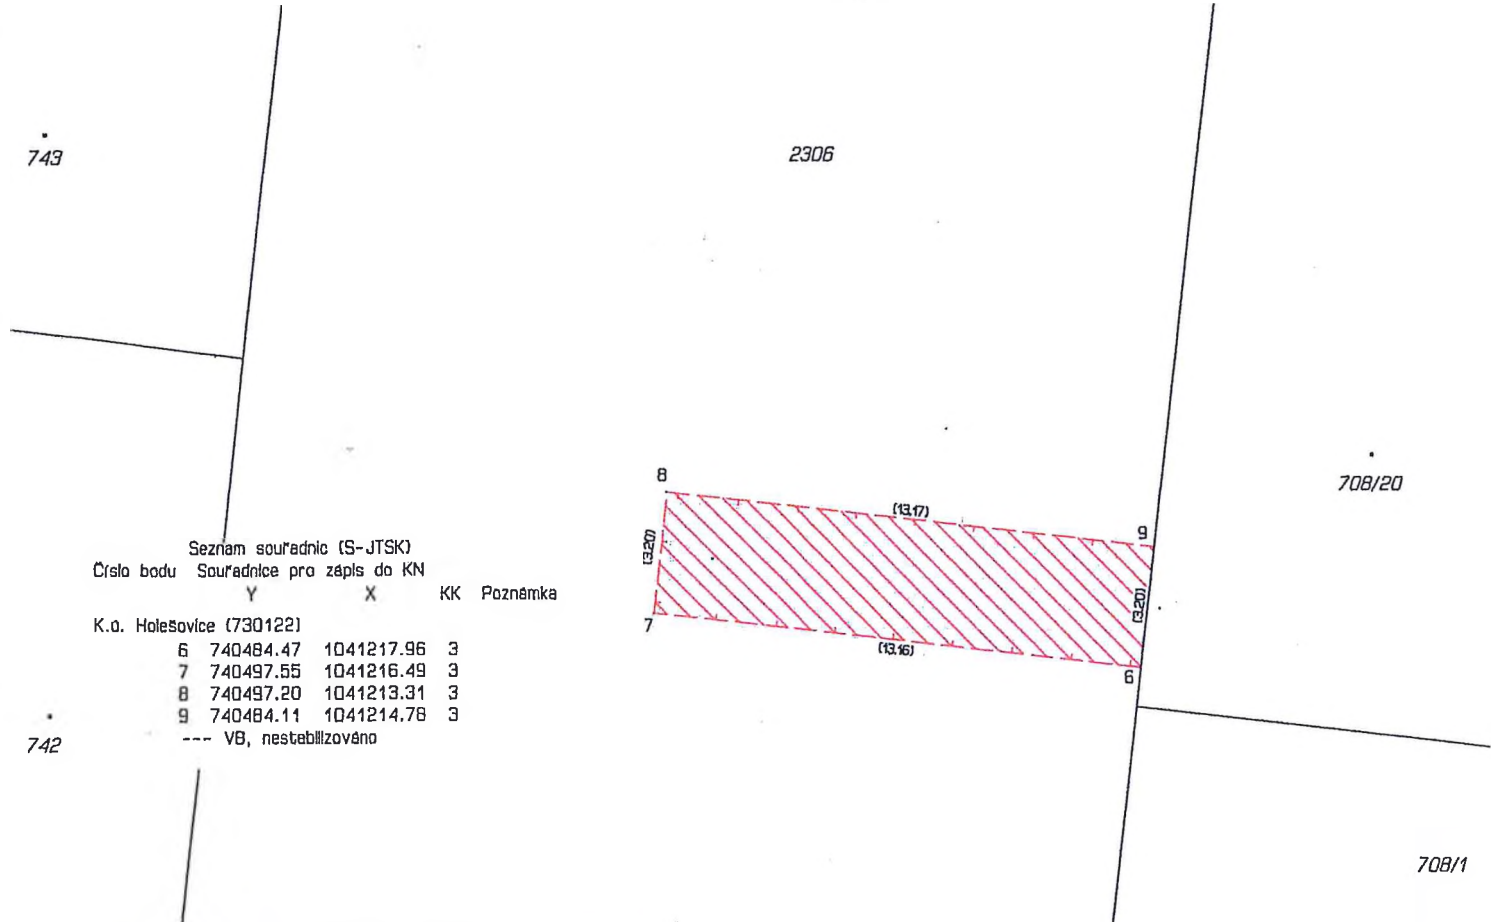 743
2306
8
(13.17)
9
708/20
(3.20)
(3.20)
7
(13.16)
6
Seznam souřadnic (S-JTSK)
Číslo bodu Souřadnice pro zápis do KN
Y X KK Poznámka
K.ú. Holešovice (730122)
6 740484.47 1041217.96 3
7 740497.55 1041216.49 3
8 740497.20 1041213.31 3
9 740484.11 1041214.78 3
--- VB, nestabilizováno
742
708/1